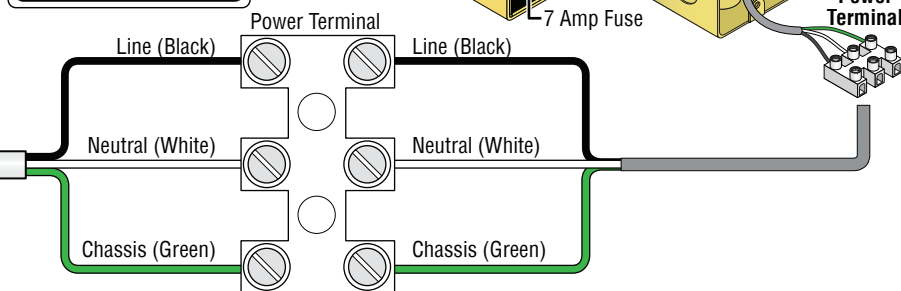 7 Amp Fuse
Power
Terminal
Power Terminal
Line (Black)
Line (Black)
Neutral (White)
Neutral (White)
Chassis (Green)
Chassis (Green)